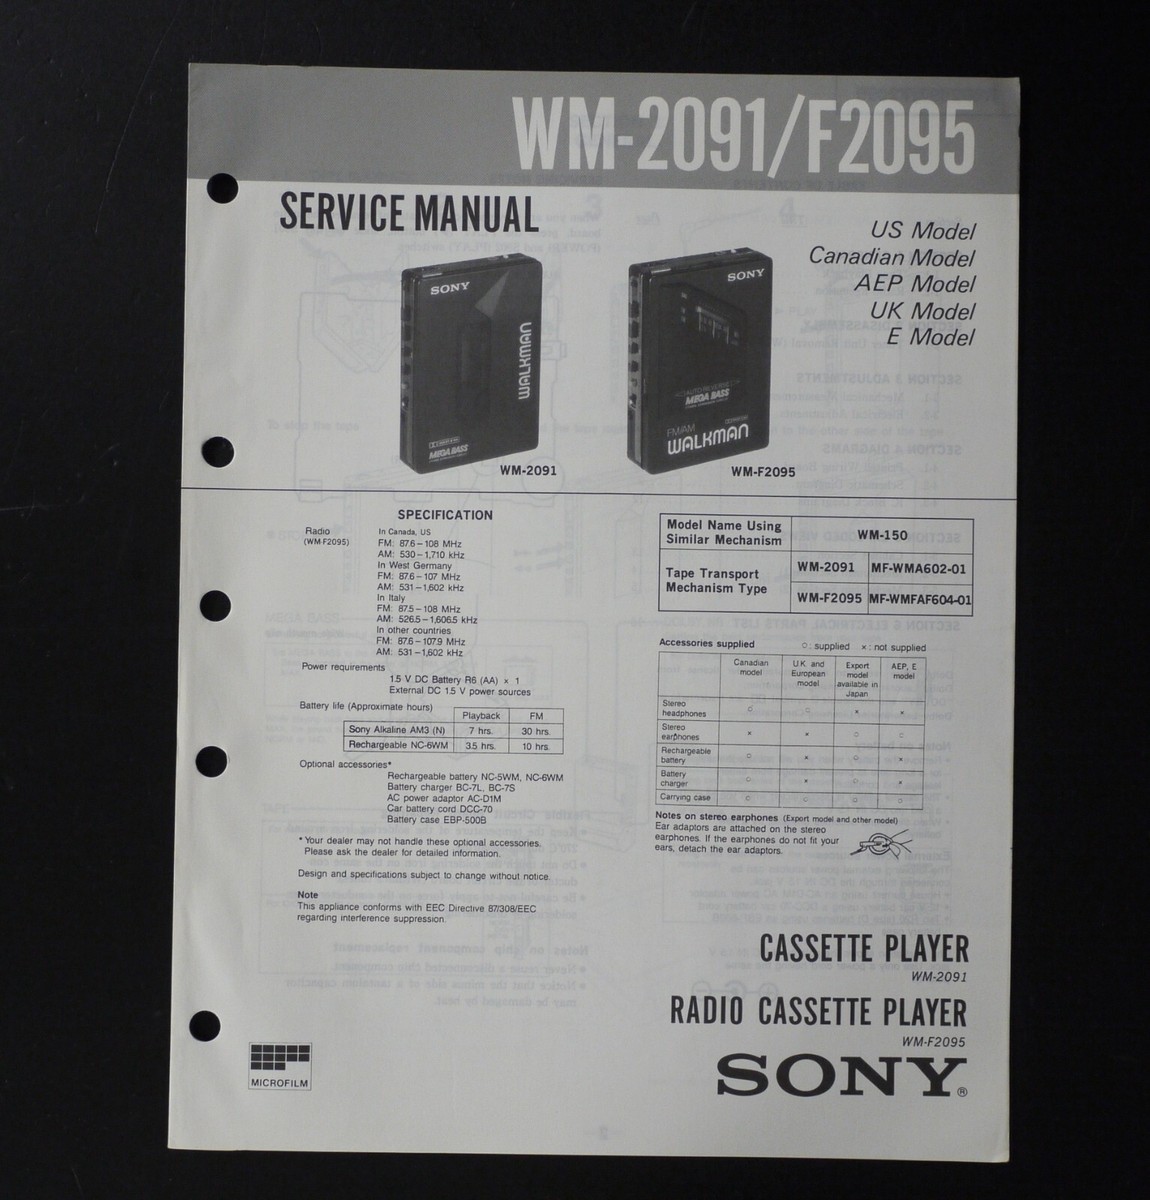 WM-2091/F2095
SERVICE MANUAL
US Model
Canadian Model
AEP Model
UK Model
E Model
SONY
WALKMAN
MEGA BASS
WM-2091
SONY
AUTO REVERSE
MEGA BASS
FM/AM
WALKMAN
WM-F2095
SPECIFICATION
Radio
(WM-F2095)
In Canada, US
FM: 87.6–108 MHz
AM: 530–1,710 kHz
In West Germany
FM: 87.6–107 MHz
AM: 531–1,602 kHz
In Italy
FM: 87.5–108 MHz
AM: 526.5–1,606.5 kHz
In other countries
FM: 87.6–107.9 MHz
AM: 531–1,602 kHz
Power requirements
1.5 V DC Battery R6 (AA) × 1
External DC 1.5 V power sources
Battery life (Approximate hours)
Playback FM
Sony Alkaline AM3 (N) 7 hrs. 30 hrs.
Rechargeable NC-6WM 3.5 hrs. 10 hrs.
Optional accessories*
Rechargeable battery NC-5WM, NC-6WM
Battery charger BC-7L, BC-7S
AC power adaptor AC-D1M
Car battery cord DCC-70
Battery case EBP-500B
* Your dealer may not handle these optional accessories.
Please ask the dealer for detailed information.
Design and specifications subject to change without notice.
Note
This appliance conforms with EEC Directive 87/308/EEC
regarding interference suppression.
Model Name Using
Similar Mechanism
WM-150
Tape Transport
Mechanism Type
WM-2091 MF-WMA602-01
WM-F2095 MF-WMFAF604-01
Accessories supplied ○: supplied ×: not supplied
Canadian
model
U.K. and
European
model
Export
model
available in
Japan
AEP, E
model
Stereo
headphones ○ ○ × ×
Stereo
earphones × × ○ ○
Rechargeable
battery ○ × ○ ×
Battery
charger ○ × ○ ×
Carrying case ○ ○ ○ ○
Notes on stereo earphones (Export model and other model)
Ear adaptors are attached on the stereo
earphones. If the earphones do not fit your
ears, detach the ear adaptors.
CASSETTE PLAYER
WM-2091
RADIO CASSETTE PLAYER
WM-F2095
SONY®
MICROFILM